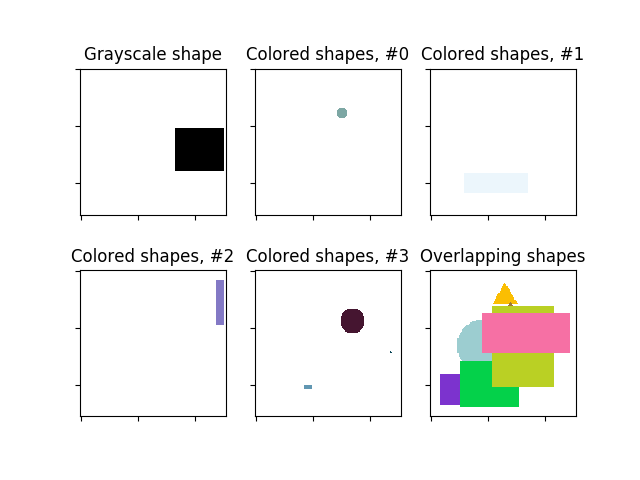 Grayscale shape
Colored shapes, #0
Colored shapes, #1
Colored shapes, #2
Colored shapes, #3
Overlapping shapes